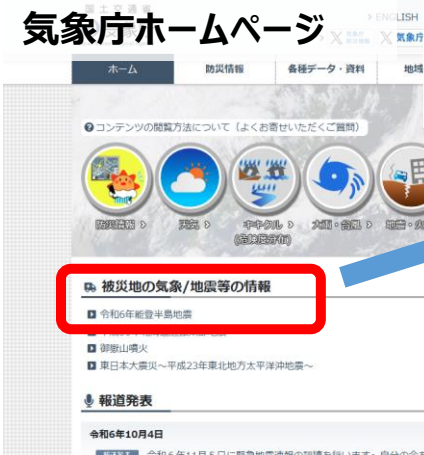 国土交通省
気象庁ホームページ
ENGLISH
ホーム 防災情報 各種データ・資料 地域
コンテンツの閲覧方法について（よくお寄せいただくご質問）
防災情報 天気 キキクル (危険度分布) 大雨・台風 地震・火
被災地の気象/地震等の情報
令和6年能登半島地震
御嶽山噴火
東日本大震災～平成23年東北地方太平洋沖地震～
報道発表
令和6年10月4日